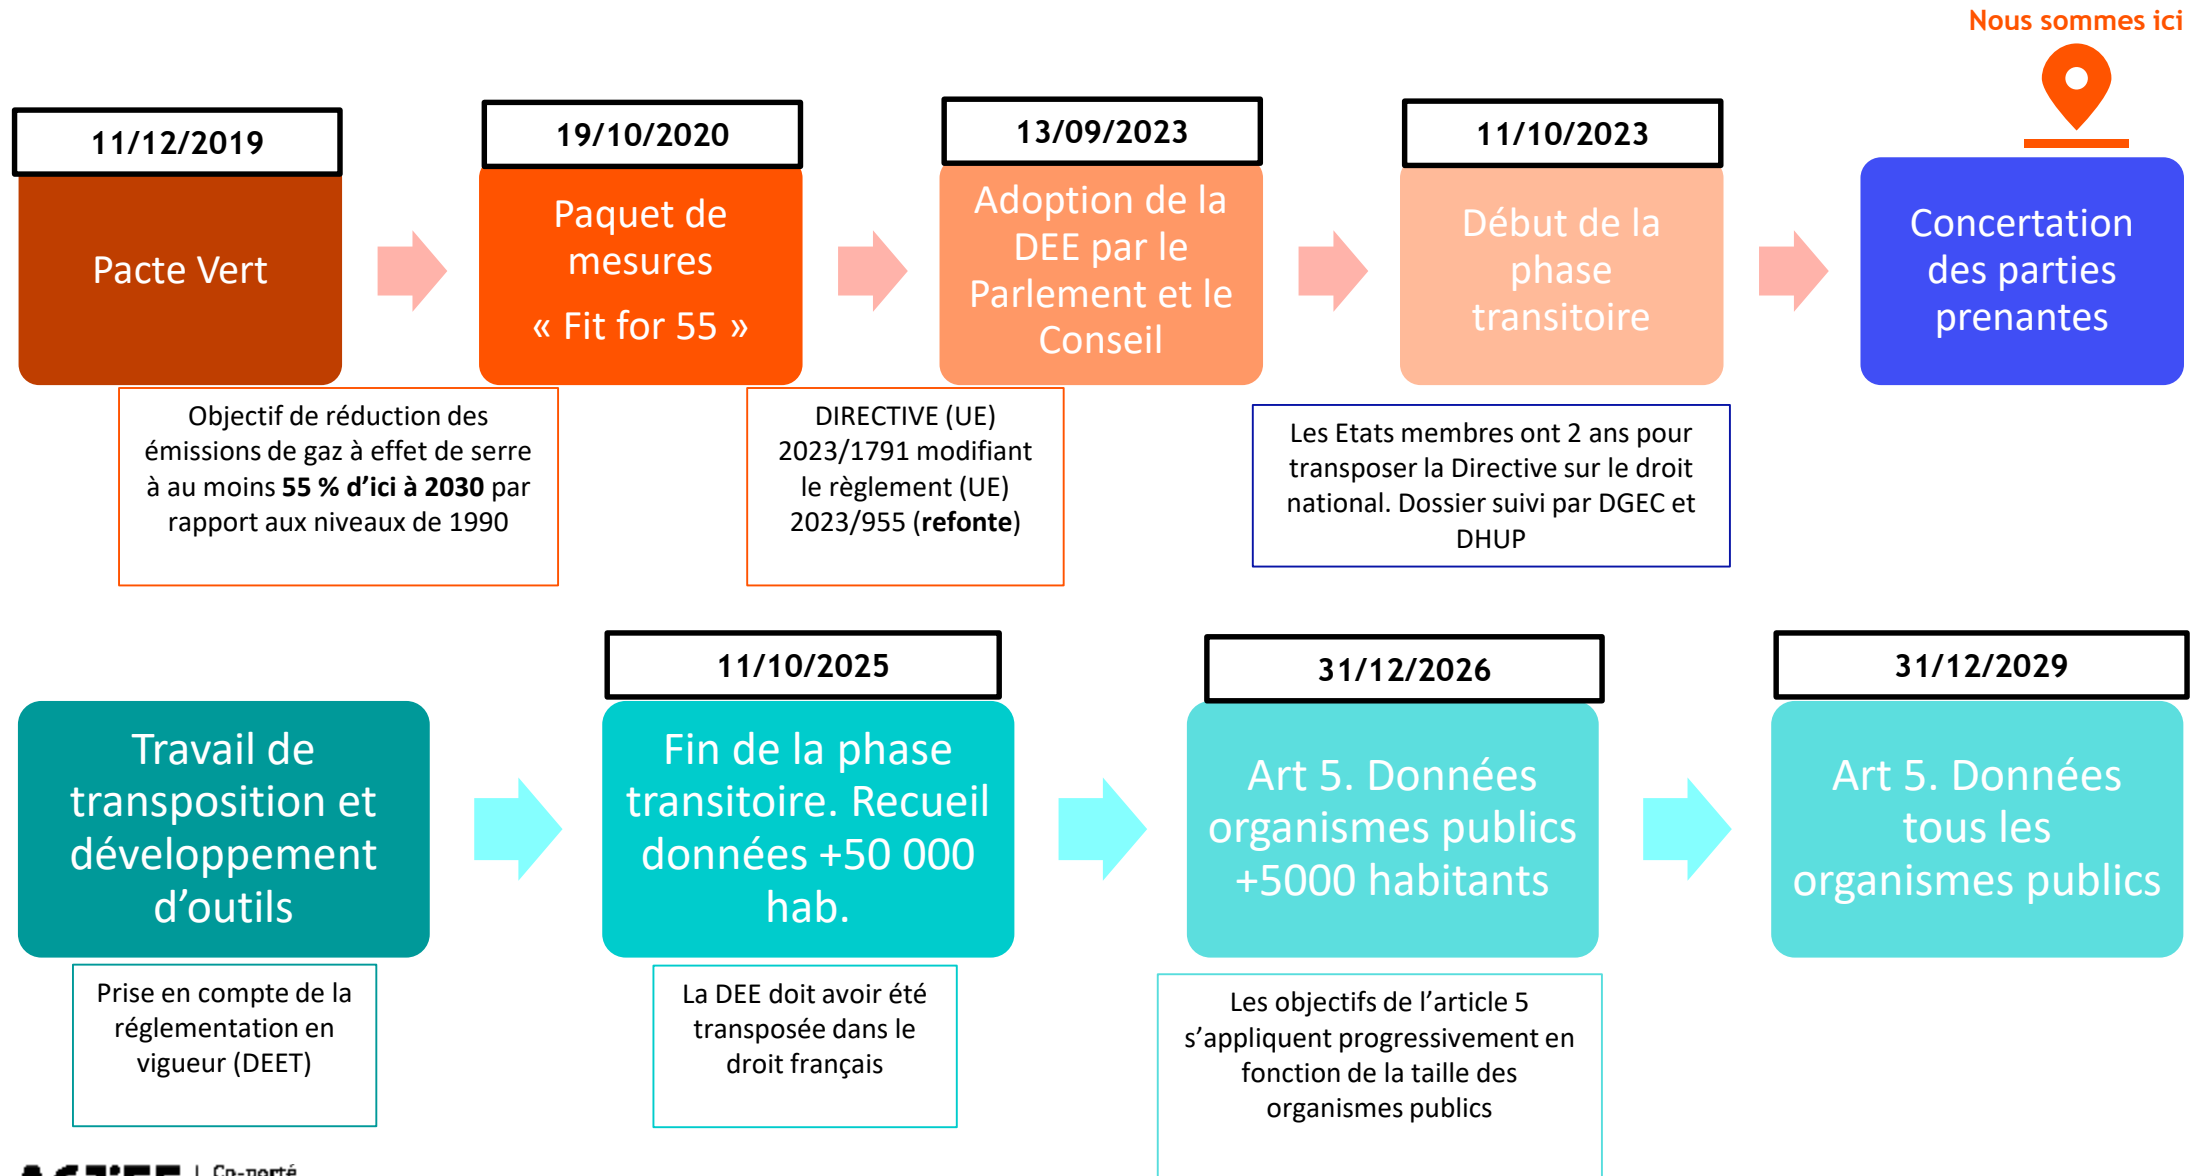 Nous sommes ici
11/12/2019
Pacte Vert
19/10/2020
Paquet de
mesures
« Fit for 55 »
13/09/2023
Adoption de la
DEE par le
Parlement et le
Conseil
11/10/2023
Début de la
phase
transitoire
Concertation
des parties
prenantes
Objectif de réduction des
émissions de gaz à effet de serre
à au moins 55 % d’ici à 2030 par
rapport aux niveaux de 1990
DIRECTIVE (UE)
2023/1791 modifiant
le règlement (UE)
2023/955 (refonte)
Les Etats membres ont 2 ans pour
transposer la Directive sur le droit
national. Dossier suivi par DGEC et
DHUP
Travail de
transposition et
développement
d’outils
11/10/2025
Fin de la phase
transitoire. Recueil
données +50 000
hab.
31/12/2026
Art 5. Données
organismes publics
+5000 habitants
31/12/2029
Art 5. Données
tous les
organismes publics
Prise en compte de la
réglementation en
vigueur (DEET)
La DEE doit avoir été
transposée dans le
droit français
Les objectifs de l’article 5
s’appliquent progressivement en
fonction de la taille des
organismes publics
Co-porté